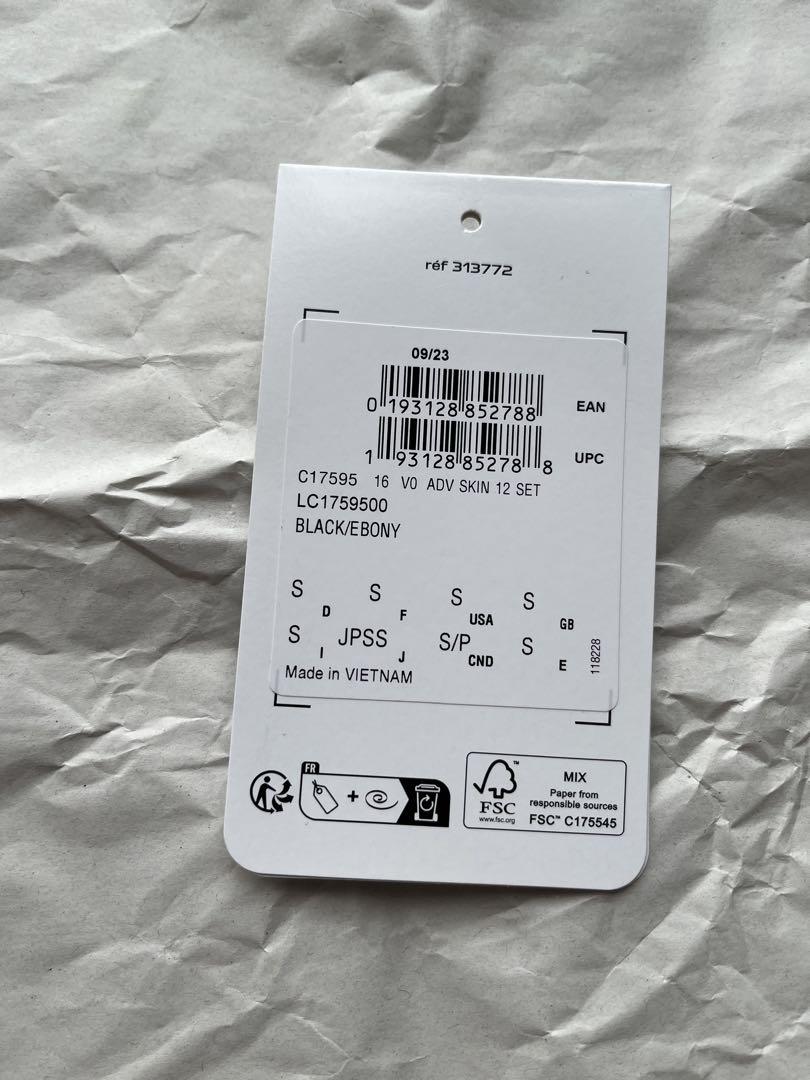 réf 313772
09/23
0 193128 852788
EAN
1 93128 85278 8
UPC
C17595 16 V0 ADV SKIN 12 SET
LC1759500
BLACK/EBONY
S D S F S USA S GB
S I JPSS J S/P CND S E
118228
Made in VIETNAM
FR
+
FSC™
www.fsc.org
MIX
Paper from
responsible sources
FSC™ C175545